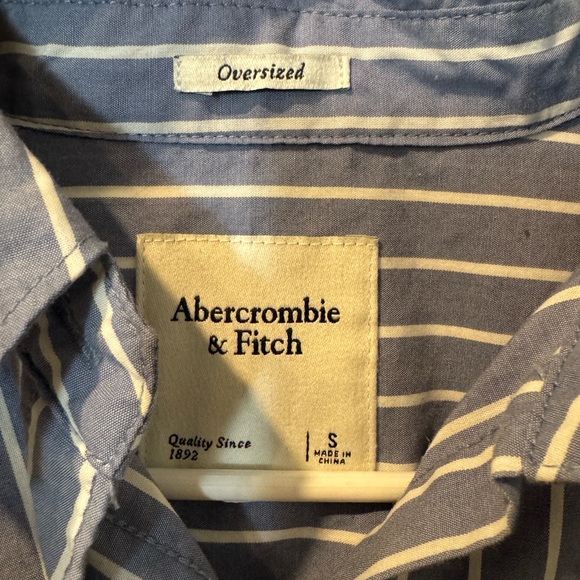 Oversized
Abercrombie
& Fitch
Quality Since
1892
S
MADE IN
CHINA